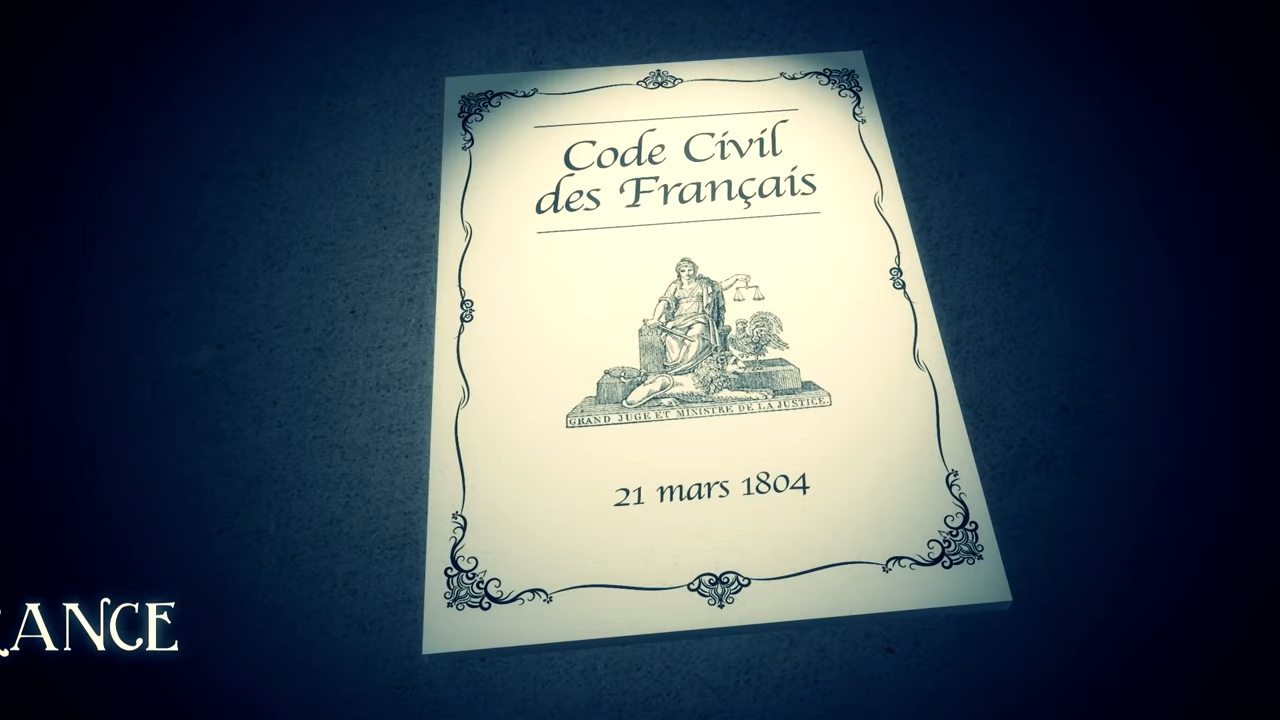 Code Civil
des Français
GRAND JUGE ET MINISTRE DE LA JUSTICE.
21 mars 1804
RANCE